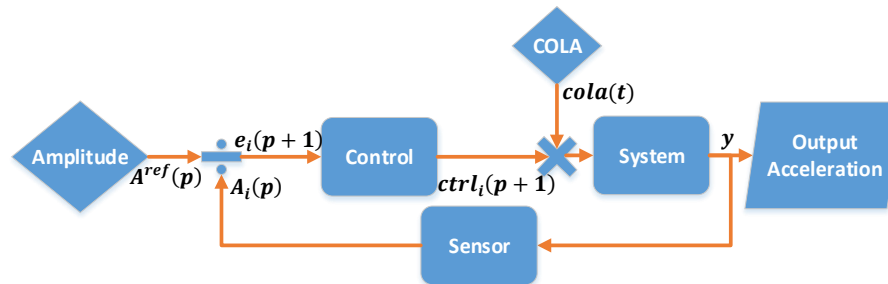 COLA
cola(t)
Amplitude
A^{ref}(p)
e_i(p + 1)
A_i(p)
Control
ctrl_i(p + 1)
System
y
Output
Acceleration
Sensor